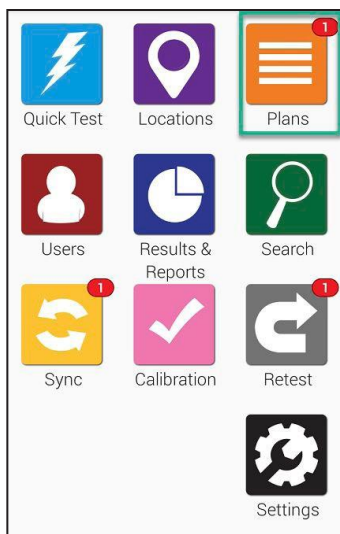 1
Quick Test Locations Plans
Users Results & Search
Reports
1 1
Sync Calibration Retest
Settings